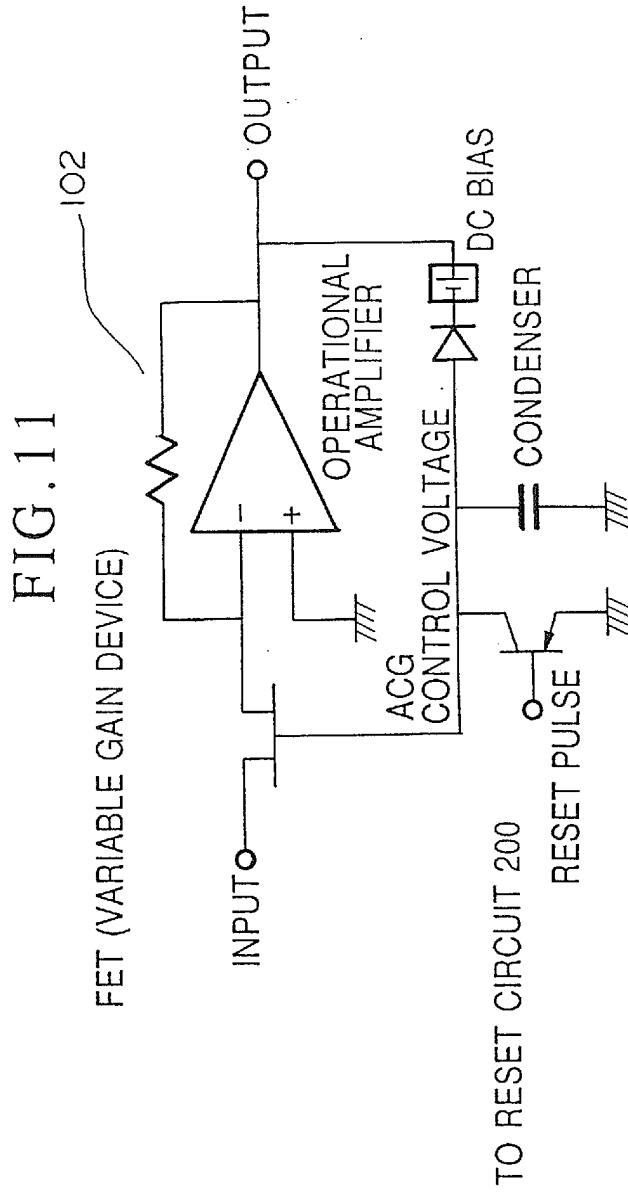 FIG.11
102
FET (VARIABLE GAIN DEVICE)
INPUT
−
+
OPERATIONAL
AMPLIFIER
OUTPUT
ACG
CONTROL VOLTAGE
DC BIAS
CONDENSER
TO RESET CIRCUIT 200
RESET PULSE